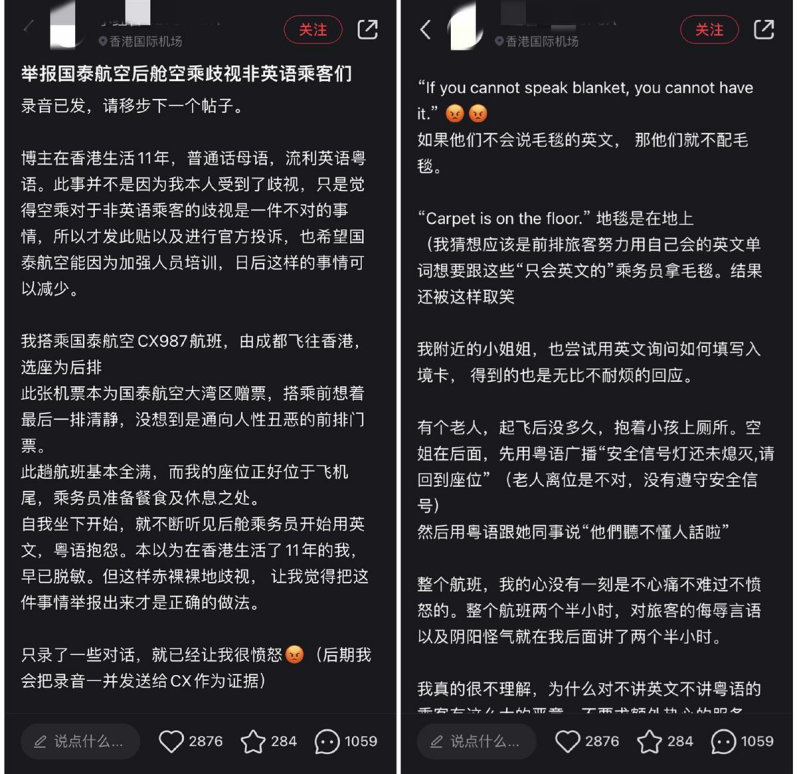 关注
香港国际机场
举报国泰航空后舱空乘歧视非英语乘客们
录音已发，请移步下一个帖子。
博主在香港生活11年，普通话母语，流利英语粤
语。此事并不是因为我本人受到了歧视，只是觉
得空乘对于非英语乘客的歧视是一件不对的事
情，所以才发此贴以及进行官方投诉，也希望国
泰航空能因为加强人员培训，日后这样的事情可
以减少。
我搭乘国泰航空CX987航班，由成都飞往香港，
选座为后排
此张机票本为国泰航空大湾区赠票，搭乘前想着
最后一排清静，没想到是通向人性丑恶的前排门
票。
此趟航班基本全满，而我的座位正好位于飞机
尾，乘务员准备餐食及休息之处。
自我坐下开始，就不断听见后舱乘务员开始用英
文，粤语抱怨。本以为在香港生活了11年的我，
早已脱敏。但这样赤裸裸地歧视， 让我觉得把这
件事情举报出来才是正确的做法。
只录了一些对话，就已经让我很愤怒😡（后期我
会把录音一并发送给CX作为证据）
说点什么...
2876
284
1059
关注
香港国际机场
“If you cannot speak blanket, you cannot have
it.” 😡😡
如果他们不会说毛毯的英文， 那他们就不配毛
毯。
“Carpet is on the floor.” 地毯是在地上
（我猜想应该是前排旅客努力用自己会的英文单
词想要跟这些“只会英文的”乘务员拿毛毯。结果
还被这样取笑
我附近的小姐姐，也尝试用英文询问如何填写入
境卡， 得到的也是无比不耐烦的回应。
有个老人，起飞后没多久，抱着小孩上厕所。空
姐在后面，先用粤语广播“安全信号灯还未熄灭,请
回到座位”（老人离位是不对，没有遵守安全信
号）
然后用粤语跟她同事说“他們聽不懂人話啦”
整个航班，我的心没有一刻是不心痛不难过不愤
怒的。整个航班两个半小时，对旅客的侮辱言语
以及阴阳怪气就在我后面讲了两个半小时。
我真的很不理解，为什么对不讲英文不讲粤语的
说点什么...
2876
284
1059